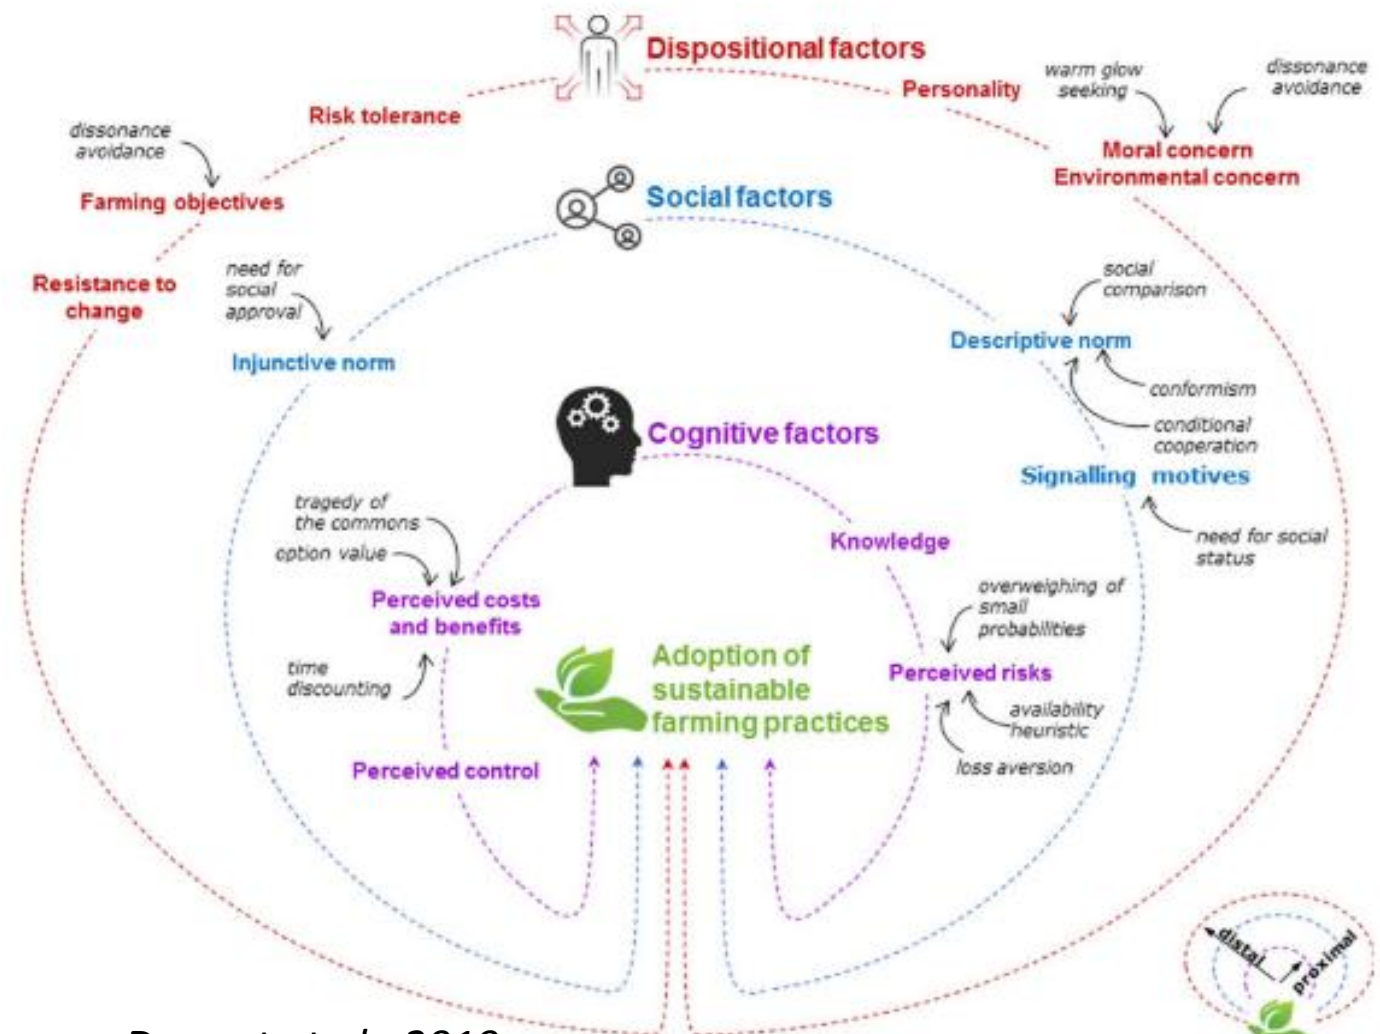 Dispositional factors
Personality
warm glow
seeking
dissonance
avoidance
Risk tolerance
Moral concern
Environmental concern
dissonance
avoidance
Farming objectives
Social factors
Resistance to
change
need for
social
approval
Injunctive norm
social
comparison
Descriptive norm
conformism
conditional
cooperation
Signalling motives
need for social
status
Cognitive factors
tragedy of
the commons
option value
Perceived costs
and benefits
time
discounting
Perceived control
Knowledge
overweighing of
small
probabilities
Perceived risks
availability
heuristic
loss aversion
Adoption of
sustainable
farming practices
distal
proximal